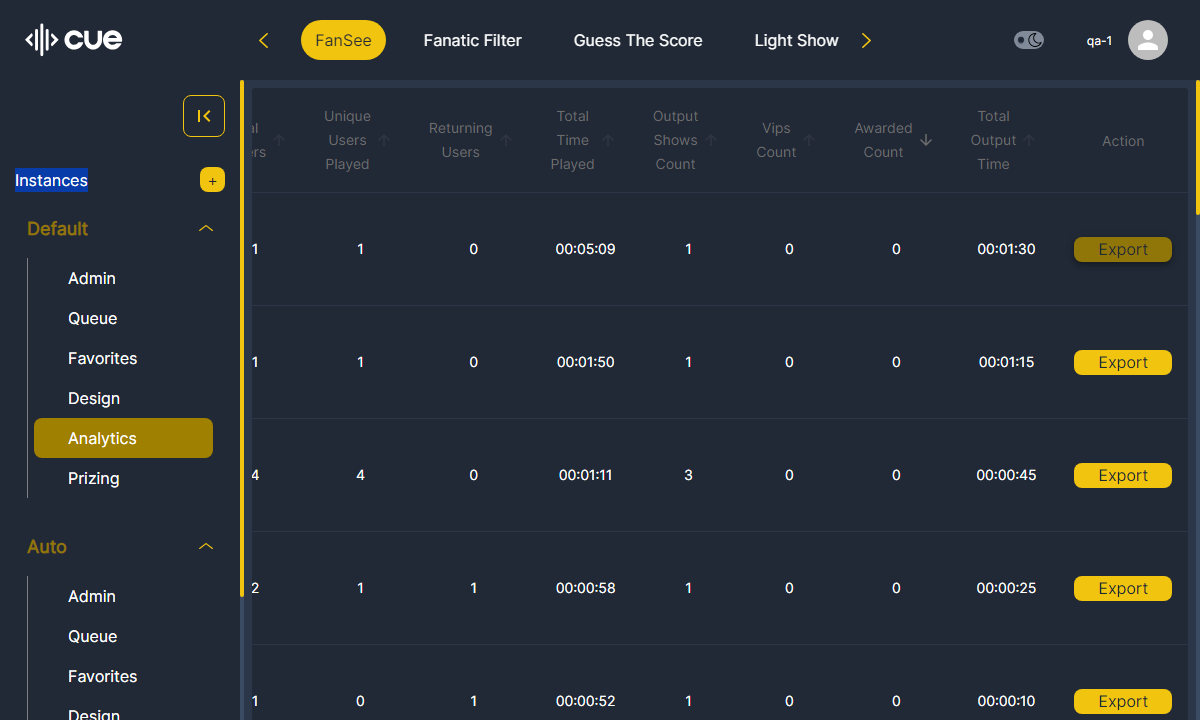 cue
FanSee
Fanatic Filter
Guess The Score
Light Show
qa-1
Instances
+
Default
Admin
Queue
Favorites
Design
Analytics
Prizing
Auto
Admin
Queue
Favorites
Design
Unique
Users
Played
Returning
Users
Total
Time
Played
Output
Shows
Count
Vips
Count
Awarded
Count
Total
Output
Time
Action
1 1 0 00:05:09 1 0 0 00:01:30 Export
1 1 0 00:01:50 1 0 0 00:01:15 Export
4 4 0 00:01:11 3 0 0 00:00:45 Export
2 1 1 00:00:58 1 0 0 00:00:25 Export
1 0 1 00:00:52 1 0 0 00:00:10 Export